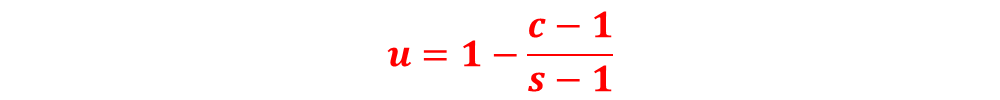 u = 1 − (c − 1)/(s − 1)